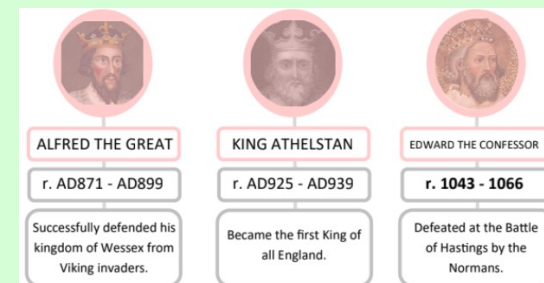 ALFRED THE GREAT
r. AD871 - AD899
Successfully defended his
kingdom of Wessex from
Viking invaders.
KING ATHELSTAN
r. AD925 - AD939
Became the first King of
all England.
EDWARD THE CONFESSOR
r. 1043 - 1066
Defeated at the Battle
of Hastings by the
Normans.